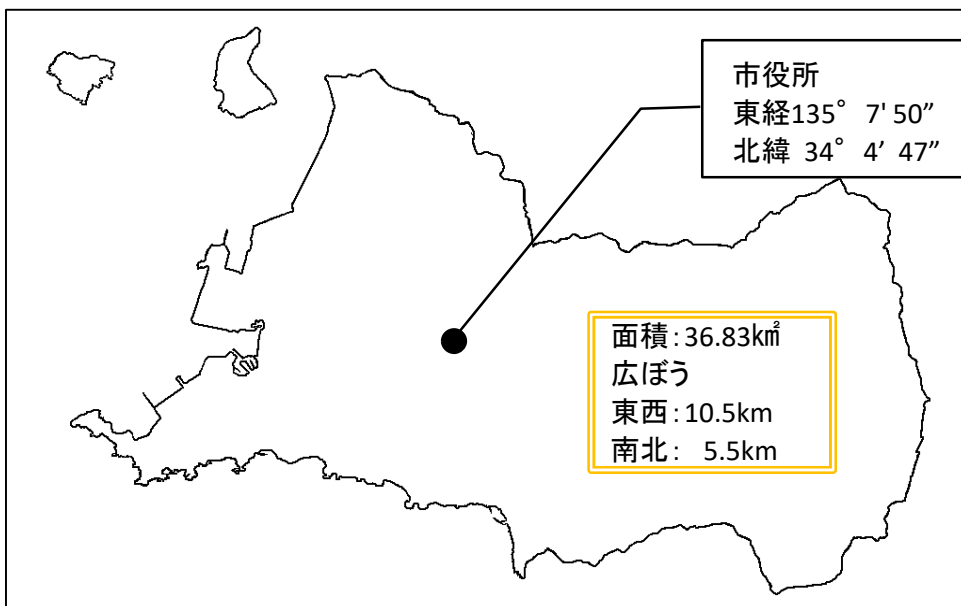 市役所
東経135° 7' 50”
北緯 34° 4’ 47”
面積：36.83㎢
広ぼう
東西：10.5km
南北： 5.5km